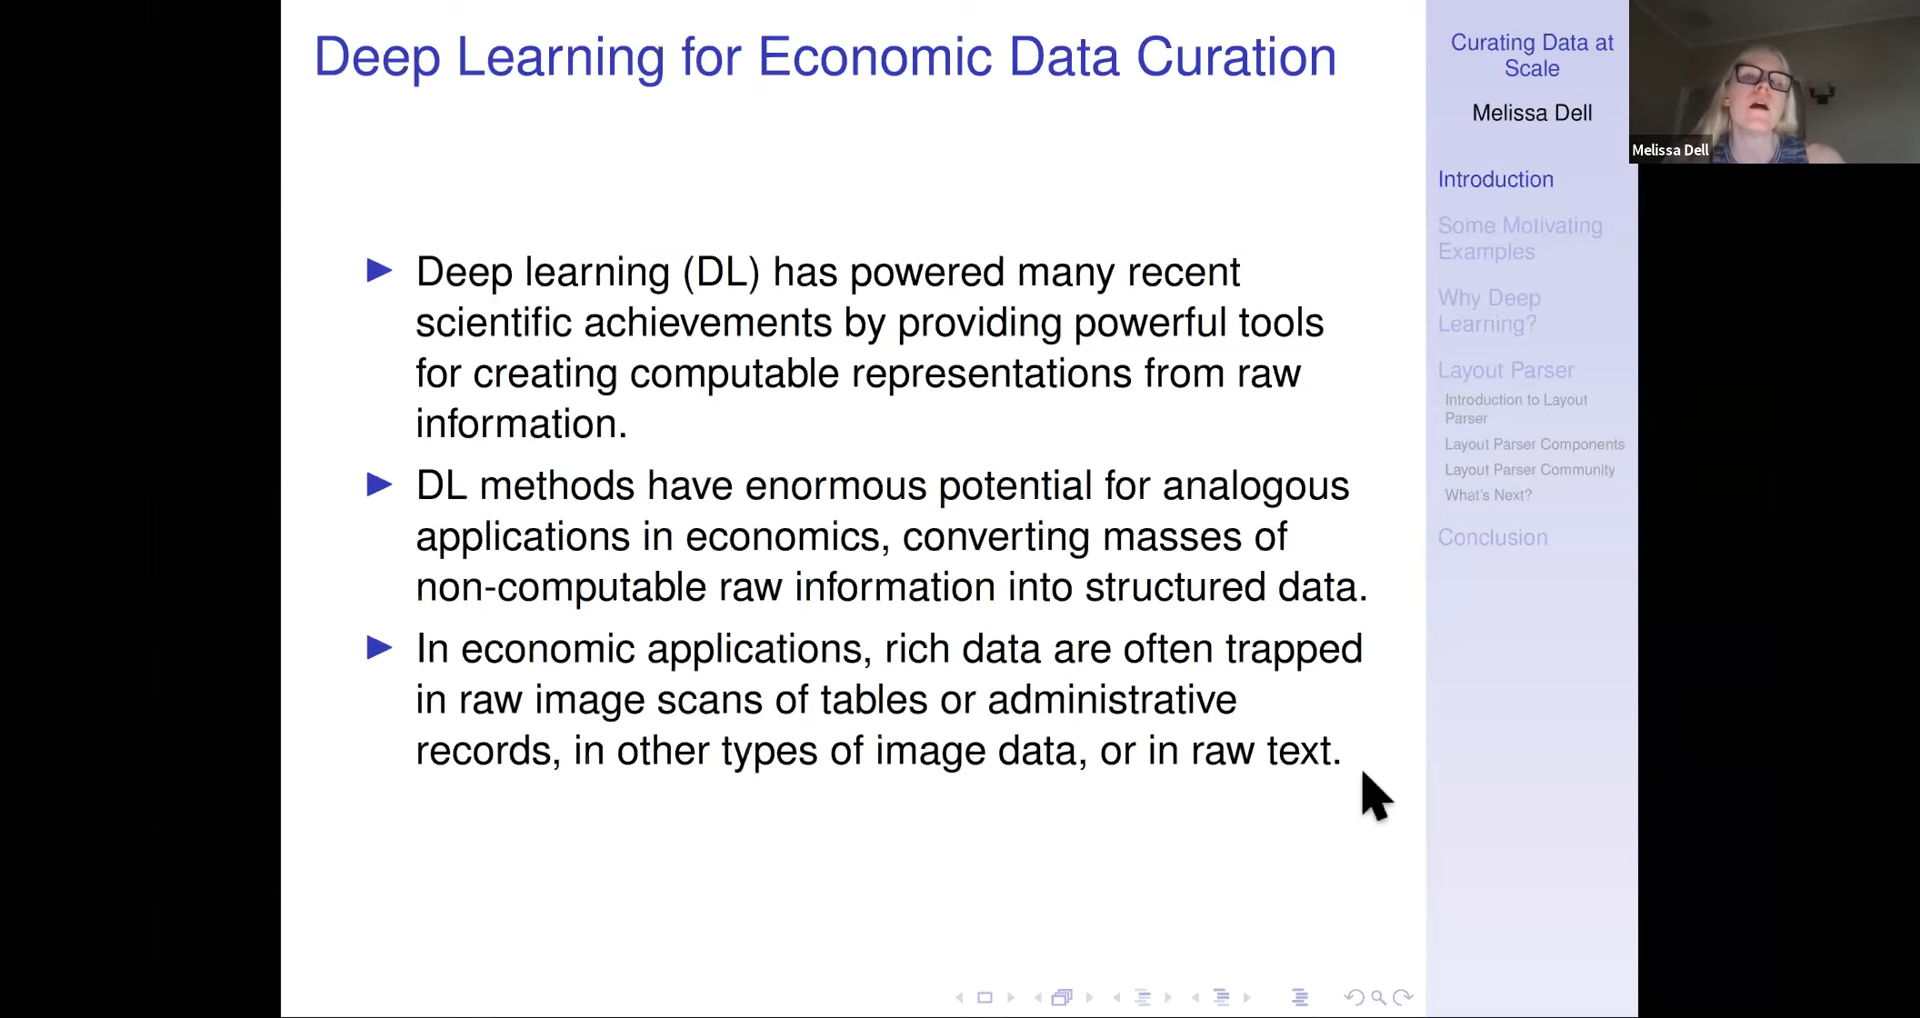 Deep Learning for Economic Data Curation
Deep learning (DL) has powered many recent
scientific achievements by providing powerful tools
for creating computable representations from raw
information.
DL methods have enormous potential for analogous
applications in economics, converting masses of
non-computable raw information into structured data.
In economic applications, rich data are often trapped
in raw image scans of tables or administrative
records, in other types of image data, or in raw text.
Curating Data at
Scale
Melissa Dell
Introduction
Some Motivating
Examples
Why Deep
Learning?
Layout Parser
Introduction to Layout
Parser
Layout Parser Components
Layout Parser Community
What's Next?
Conclusion
Melissa Dell